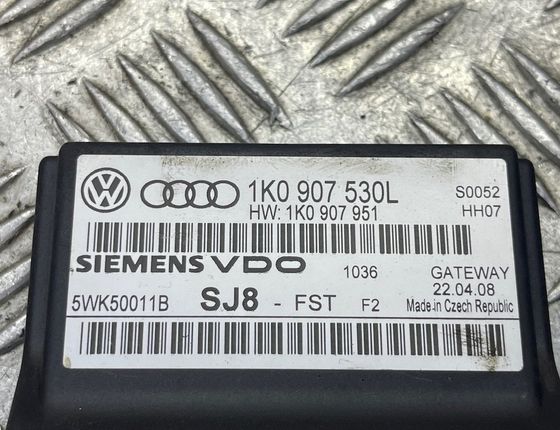 1K0 907 530L S0052
HW: 1K0 907 951 HH07
SIEMENS VDO 1036 GATEWAY
22.04.08
5WK50011B SJ8 - FST F2 Made in Czech Republic